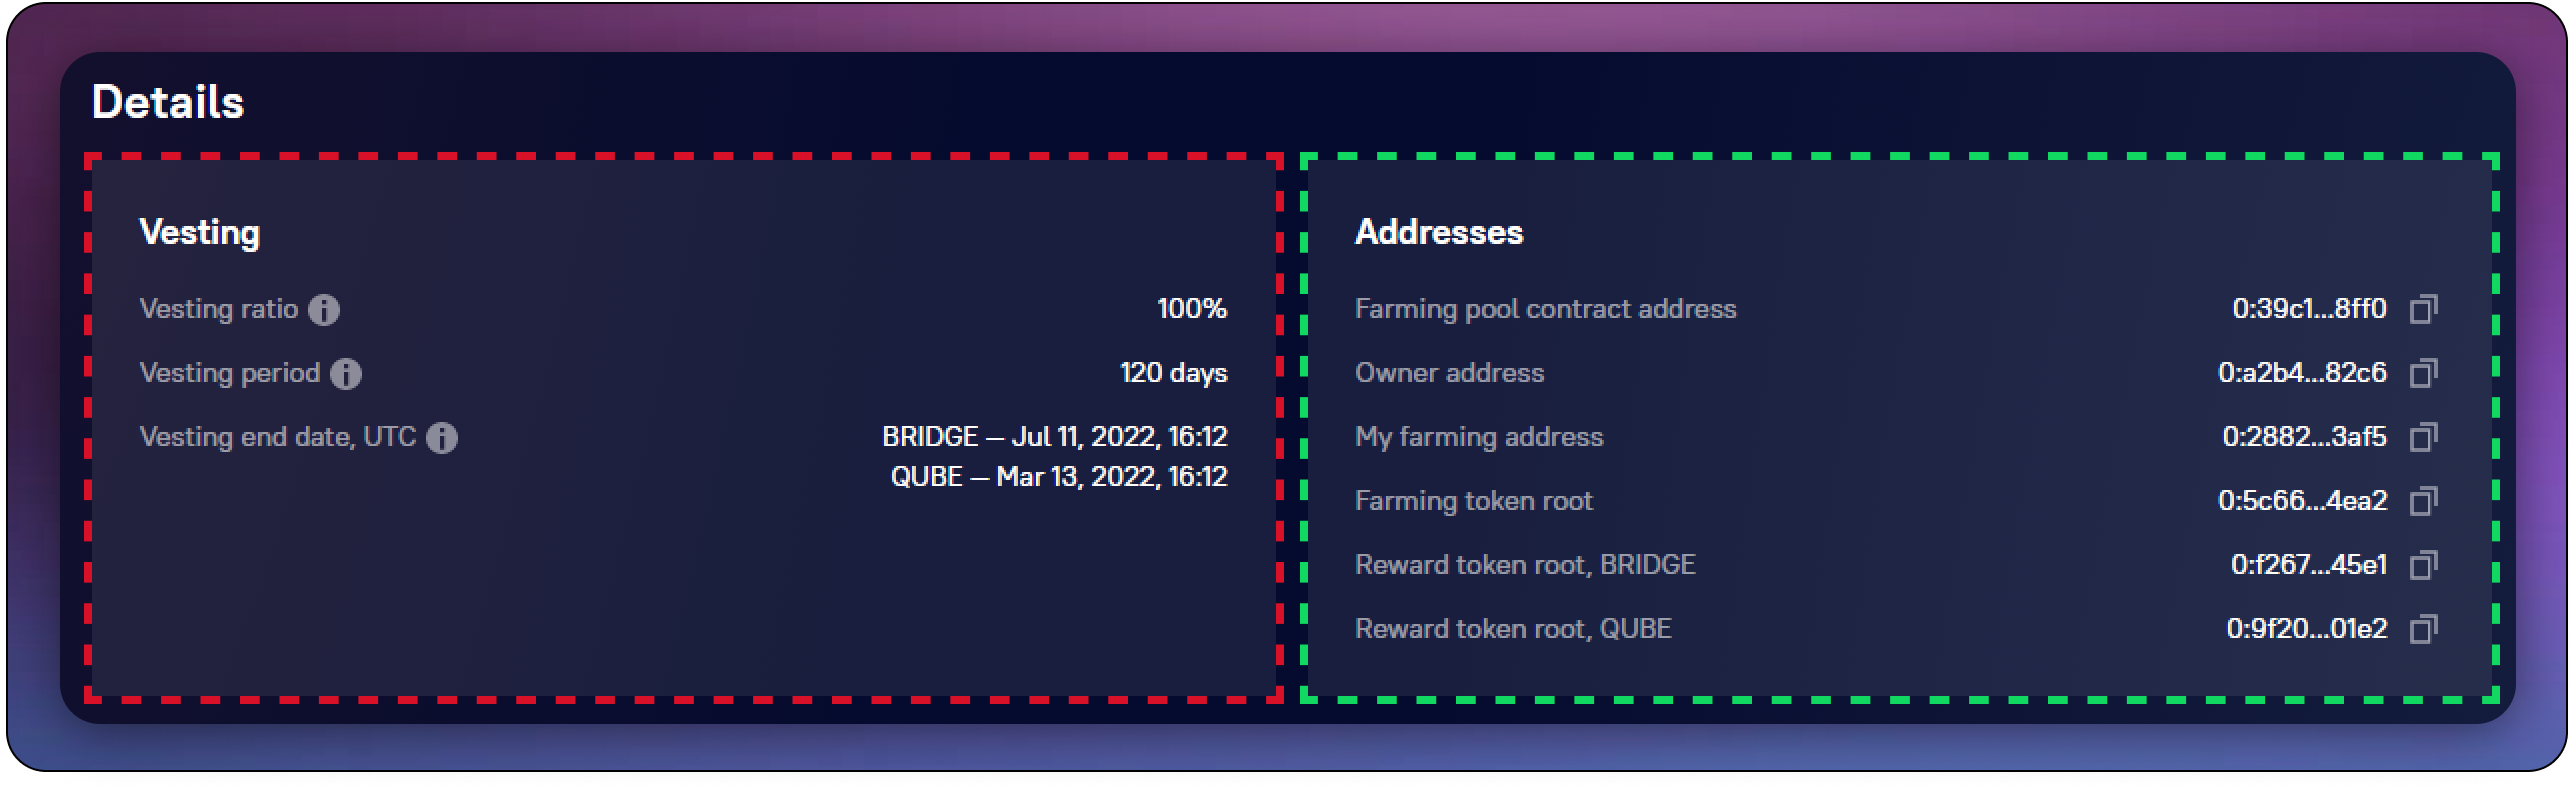 Details
Vesting
Vesting ratio 100%
Vesting period 120 days
Vesting end date, UTC BRIDGE – Jul 11, 2022, 16:12
QUBE – Mar 13, 2022, 16:12
Addresses
Farming pool contract address 0:39c1...8ff0
Owner address 0:a2b4...82c6
My farming address 0:2882...3af5
Farming token root 0:5c66...4ea2
Reward token root, BRIDGE 0:f267...45e1
Reward token root, QUBE 0:9f20...01e2